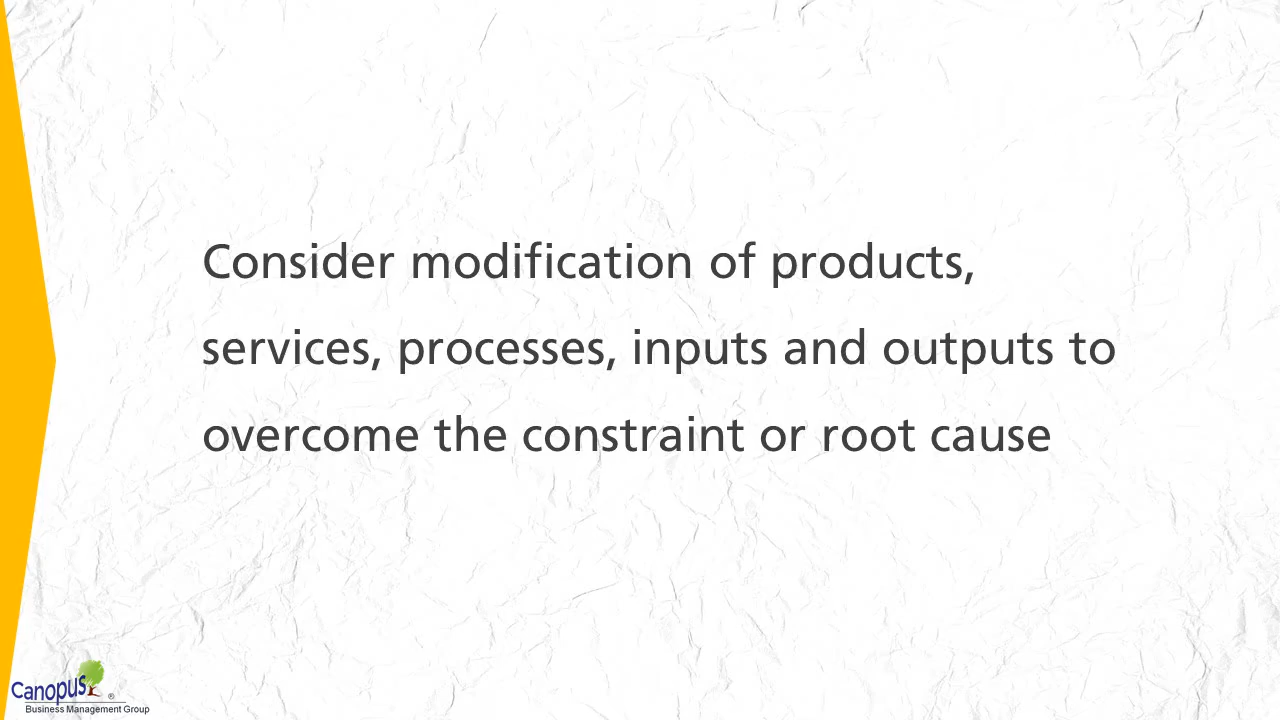 Consider modification of products,
services, processes, inputs and outputs to
overcome the constraint or root cause
Canopus ®
Business Management Group